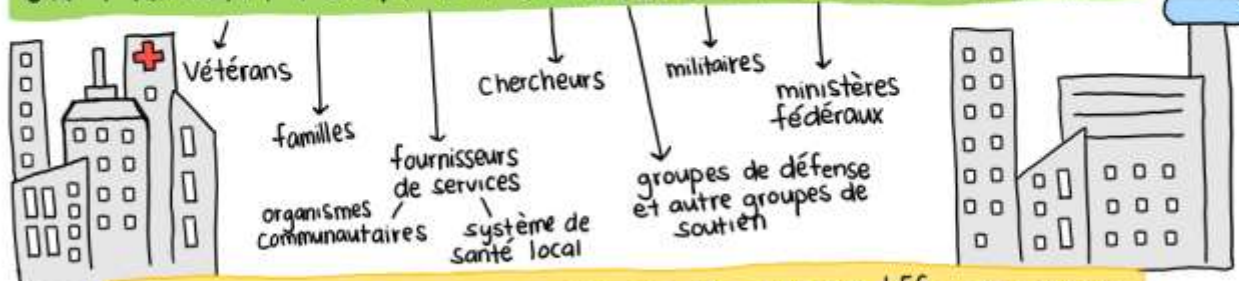 Vétérans
familles
fournisseurs
de services
organismes
communautaires
système de
santé local
Chercheurs
groupes de défense
et autre groupes de
soutien
militaires
ministères
fédéraux